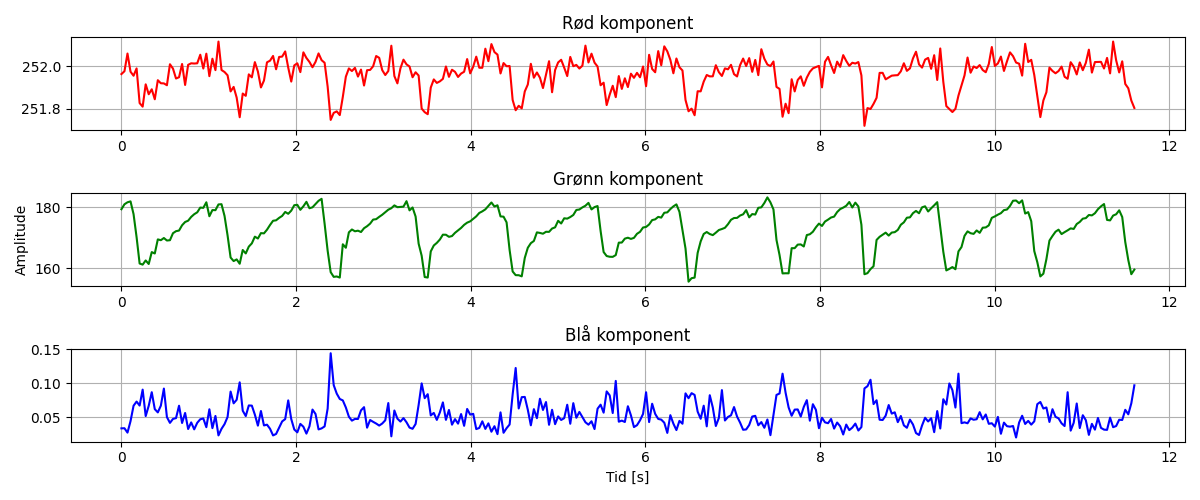 Rød komponent
252.0
251.8
0 2 4 6 8 10 12
Grønn komponent
180
160
Amplitude
0 2 4 6 8 10 12
Blå komponent
0.15
0.10
0.05
0 2 4 6 8 10 12
Tid [s]